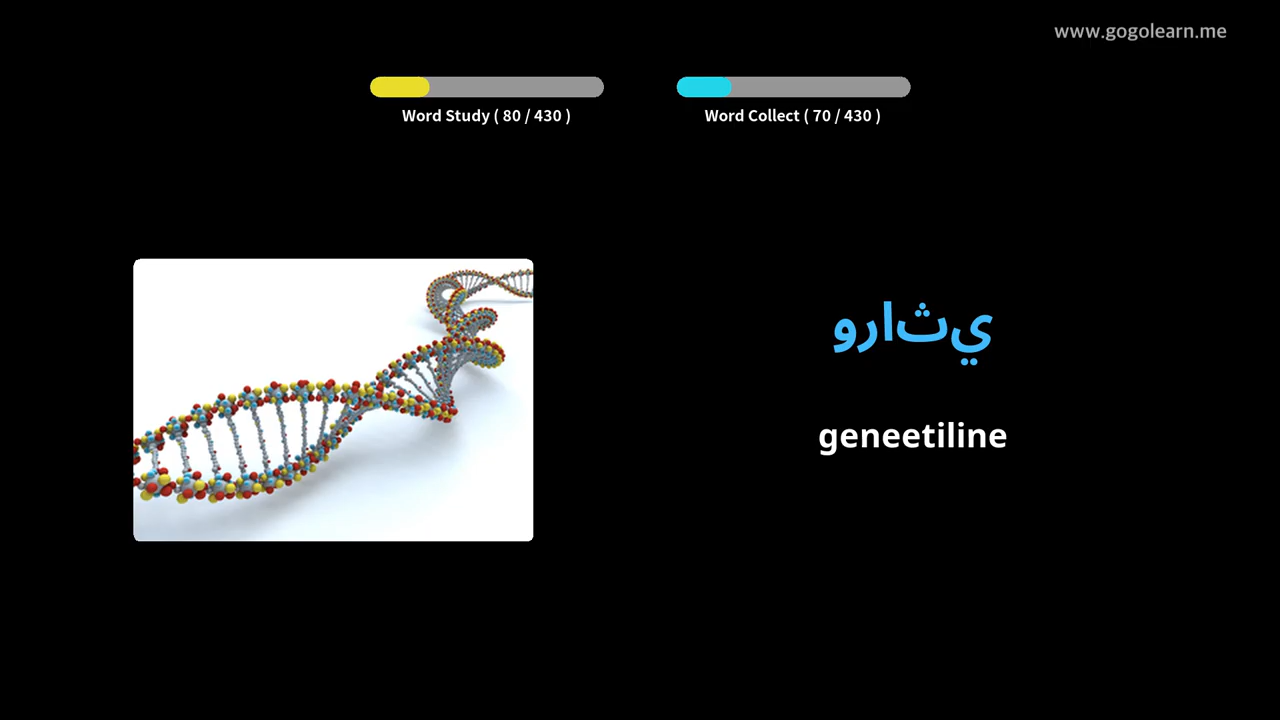 www.gogolearn.me
Word Study ( 80 / 430 )
Word Collect ( 70 / 430 )
وراثي
geneetiline